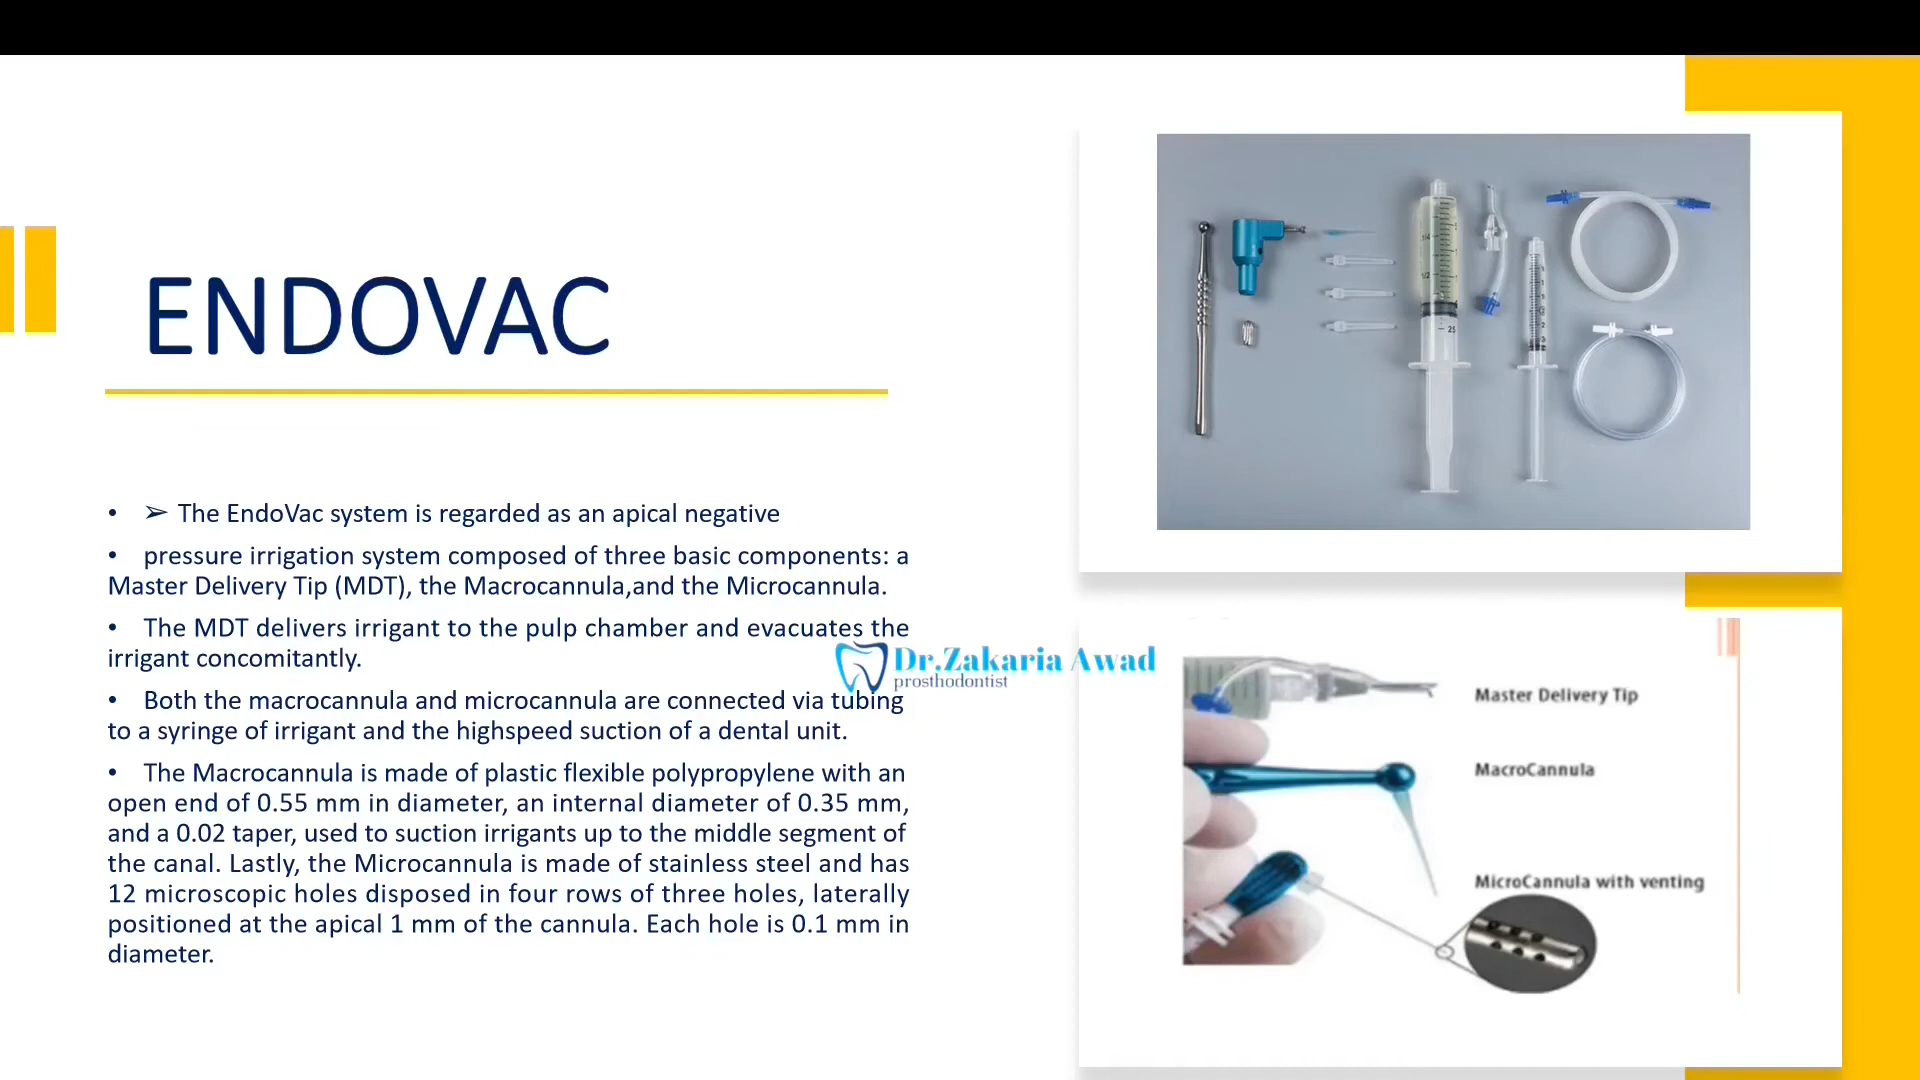 ENDOVAC
• ➢ The EndoVac system is regarded as an apical negative
• pressure irrigation system composed of three basic components: a
Master Delivery Tip (MDT), the Macrocannula,and the Microcannula.
• The MDT delivers irrigant to the pulp chamber and evacuates the
irrigant concomitantly.
• Both the macrocannula and microcannula are connected via tubing
to a syringe of irrigant and the highspeed suction of a dental unit.
• The Macrocannula is made of plastic flexible polypropylene with an
open end of 0.55 mm in diameter, an internal diameter of 0.35 mm,
and a 0.02 taper, used to suction irrigants up to the middle segment of
the canal. Lastly, the Microcannula is made of stainless steel and has
12 microscopic holes disposed in four rows of three holes, laterally
positioned at the apical 1 mm of the cannula. Each hole is 0.1 mm in
diameter.
Dr.Zakaria Awad
prosthodontist
Master Delivery Tip
MacroCannula
MicroCannula with venting